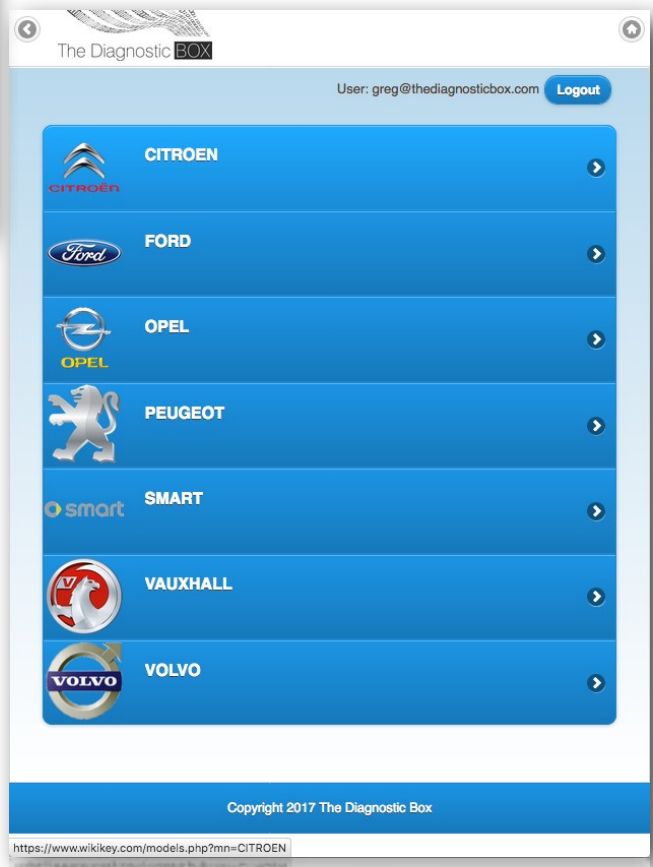 The Diagnostic BOX
User: greg@thediagnosticbox.com Logout
CITROËN CITROEN
Ford FORD
OPEL
OPEL
PEUGEOT
smart SMART
V VAUXHALL
VOLVO VOLVO
Copyright 2017 The Diagnostic Box
https://www.wikikey.com/models.php?mn=CITROEN